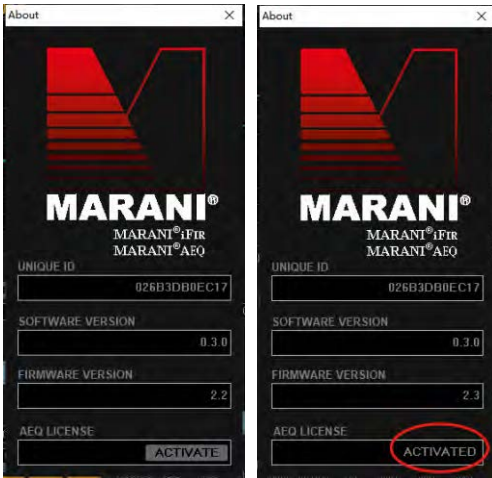 About
MARANI®
MARANI®iFIR
MARANI®AEQ
UNIQUE ID
026B3DB0EC17
SOFTWARE VERSION
0.3.0
FIRMWARE VERSION
2.2
AEQ LICENSE
ACTIVATE
About
MARANI®
MARANI®iFIR
MARANI®AEQ
UNIQUE ID
026B3DB0EC17
SOFTWARE VERSION
0.3.0
FIRMWARE VERSION
2.3
AEQ LICENSE
ACTIVATED